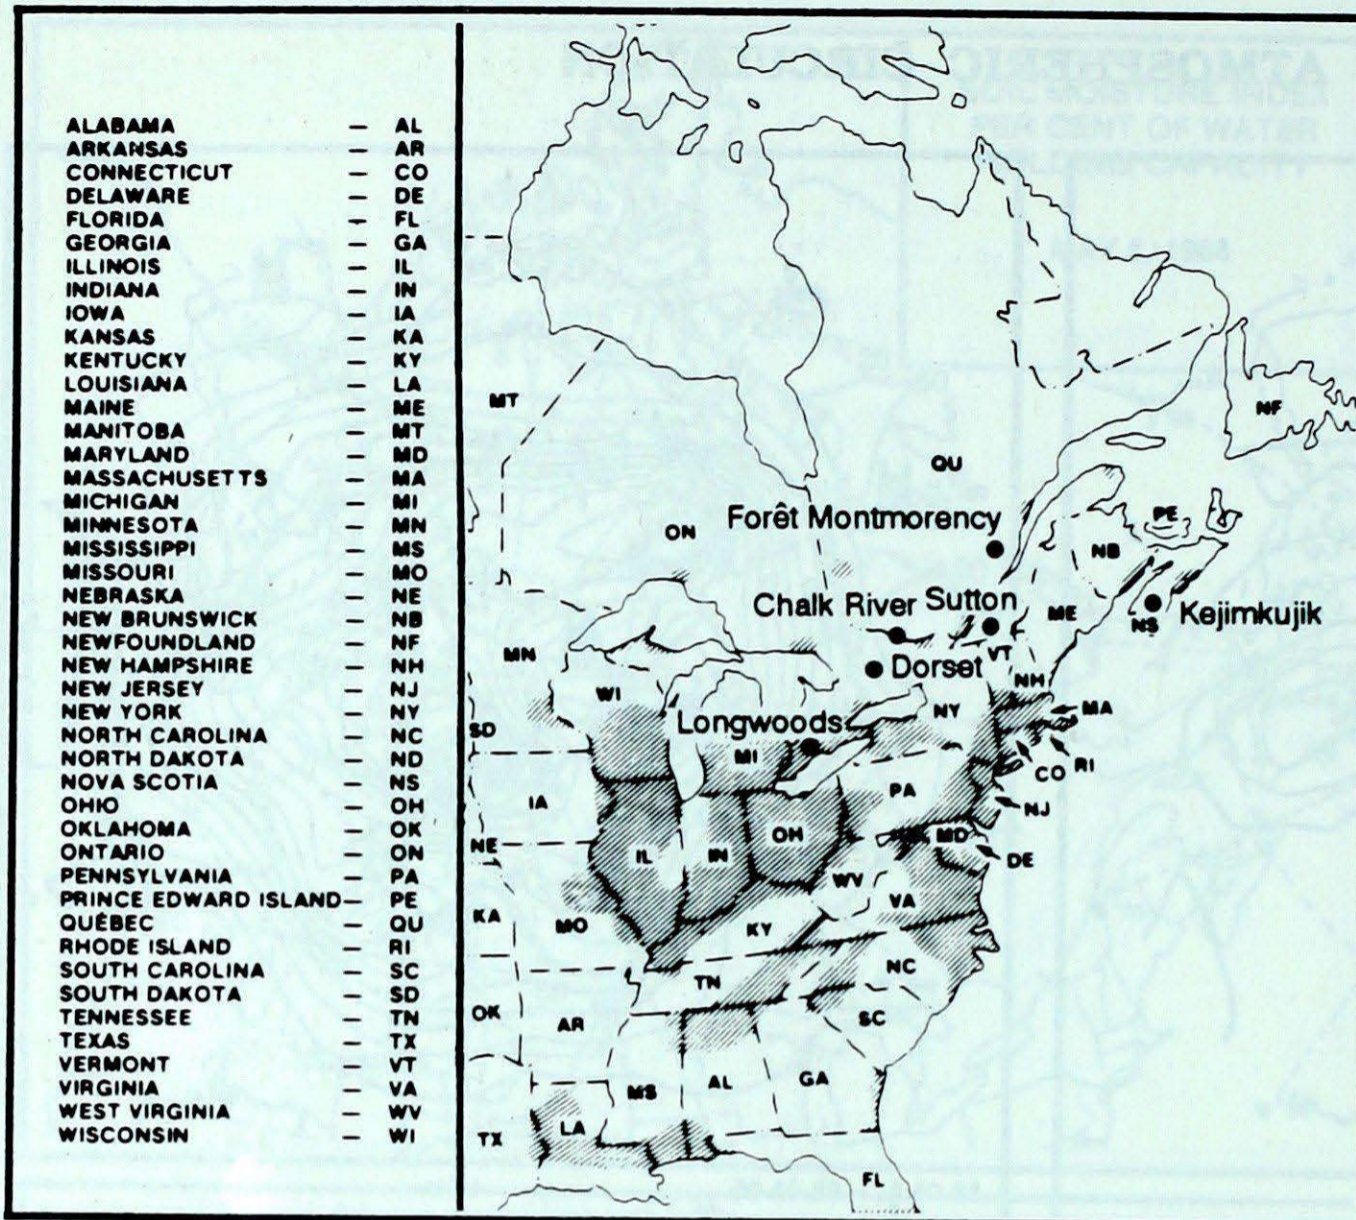 ALABAMA — AL
ARKANSAS — AR
CONNECTICUT — CO
DELAWARE — DE
FLORIDA — FL
GEORGIA — GA
ILLINOIS — IL
INDIANA — IN
IOWA — IA
KANSAS — KA
KENTUCKY — KY
LOUISIANA — LA
MAINE — ME
MANITOBA — MT
MARYLAND — MD
MASSACHUSETTS — MA
MICHIGAN — MI
MINNESOTA — MN
MISSISSIPPI — MS
MISSOURI — MO
NEBRASKA — NE
NEW BRUNSWICK — NB
NEWFOUNDLAND — NF
NEW HAMPSHIRE — NH
NEW JERSEY — NJ
NEW YORK — NY
NORTH CAROLINA — NC
NORTH DAKOTA — ND
NOVA SCOTIA — NS
OHIO — OH
OKLAHOMA — OK
ONTARIO — ON
PENNSYLVANIA — PA
PRINCE EDWARD ISLAND — PE
QUÉBEC — QU
RHODE ISLAND — RI
SOUTH CAROLINA — SC
SOUTH DAKOTA — SD
TENNESSEE — TN
TEXAS — TX
VERMONT — VT
VIRGINIA — VA
WEST VIRGINIA — WV
WISCONSIN — WI
MT
NF
QU
Forêt Montmorency
PE
ON
NB
Chalk River
Sutton
ME
NS
Kejimkujik
MN
VT
Dorset
NH
WI
NY
MA
SD
Longwoods
MI
CO
RI
IA
PA
NJ
NE
IL
IN
OH
MD
DE
WV
VA
KA
MO
KY
NC
TN
OK
AR
SC
MS
AL
GA
TX
LA
FL